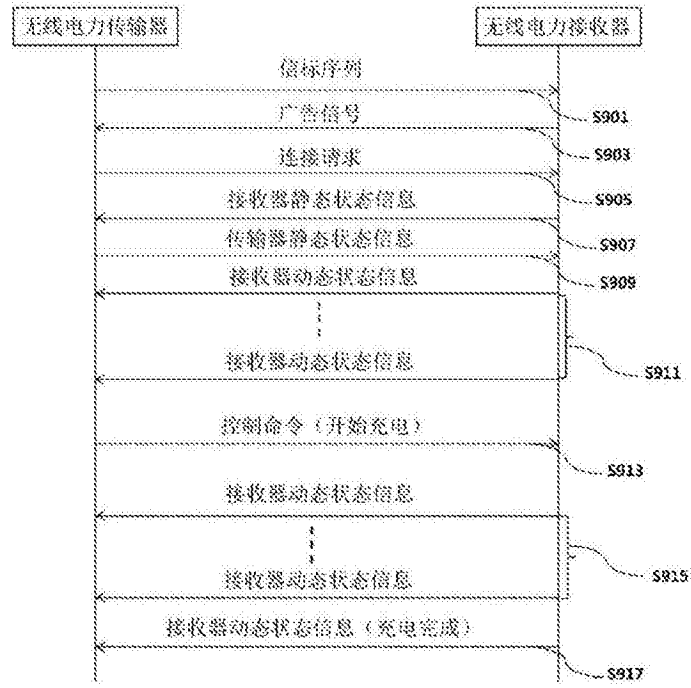 无线电力传输器
无线电力接收器
信标序列
S901
广告信号
S903
连接请求
S905
接收器静态状态信息
S907
传输器静态状态信息
S909
接收器动态状态信息
接收器动态状态信息
S911
控制命令（开始充电）
S913
接收器动态状态信息
接收器动态状态信息
S915
接收器动态状态信息（充电完成）
S917